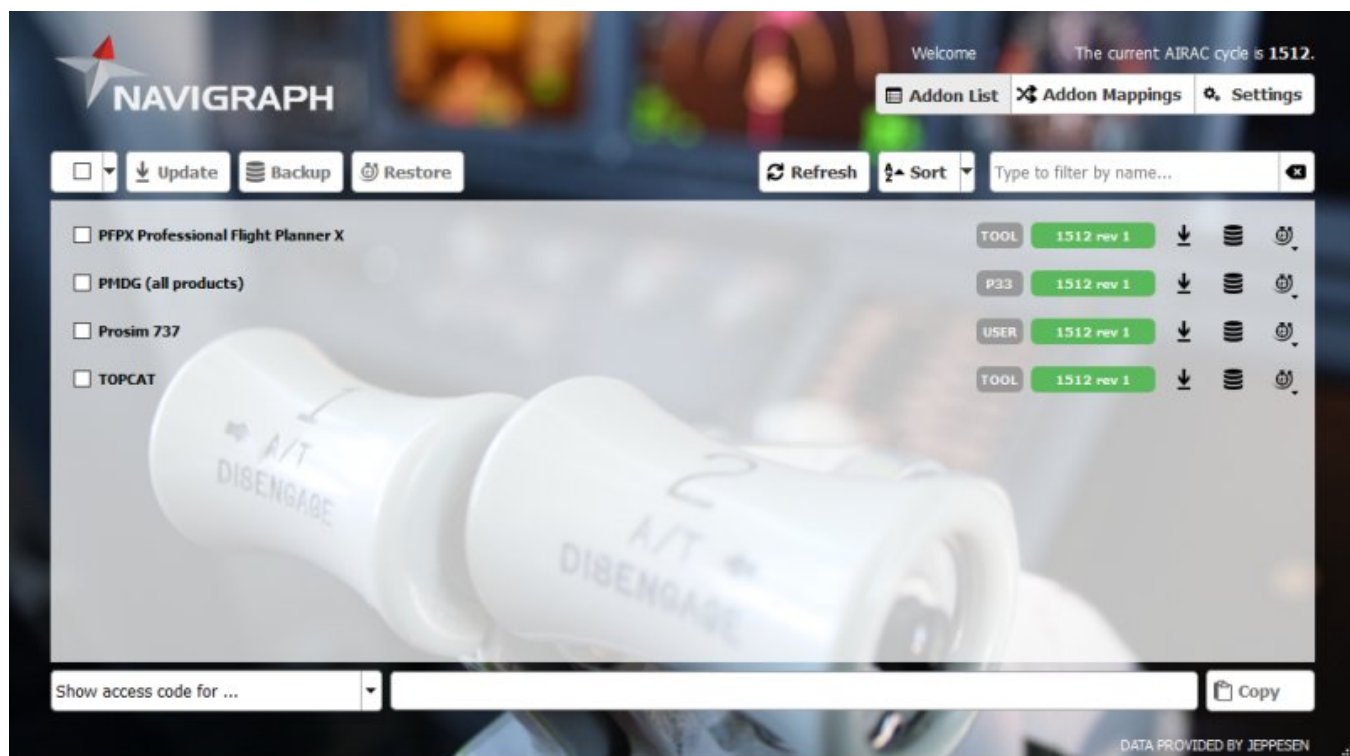 Welcome The current AIRAC cycle is 1512.
NAVIGRAPH
Addon List Addon Mappings Settings
Update Backup Restore Refresh Sort Type to filter by name...
PFPX Professional Flight Planner X TOOL 1512 rev 1
PMDG (all products) P33 1512 rev 1
Prosim 737 USER 1512 rev 1
TOPCAT TOOL 1512 rev 1
1
A/T
DISENGAGE
2
A/T
DISENGAGE
Show access code for ... Copy
DATA PROVIDED BY JEPPESEN